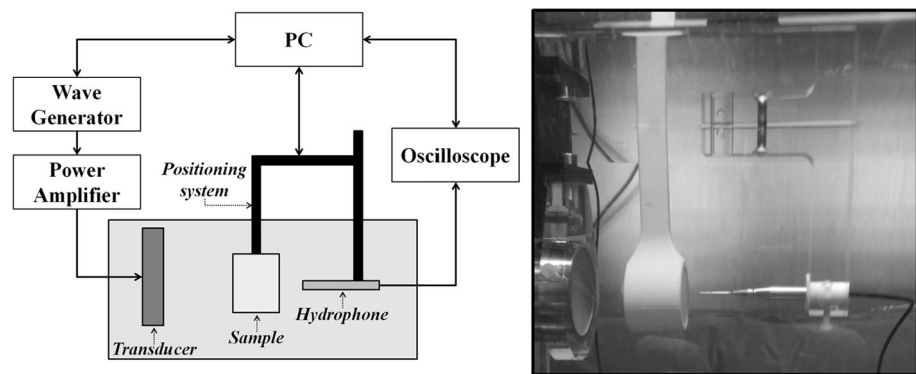 PC
Wave
Generator
Power
Amplifier
Positioning
system
Oscilloscope
Transducer
Sample
Hydrophone